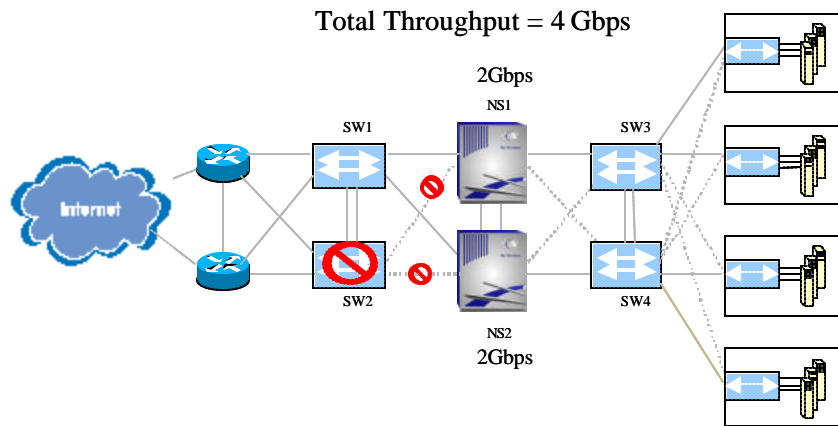 Total Throughput = 4 Gbps
2Gbps
NS1
SW1
SW3
Internet
SW2
SW4
NS2
2Gbps